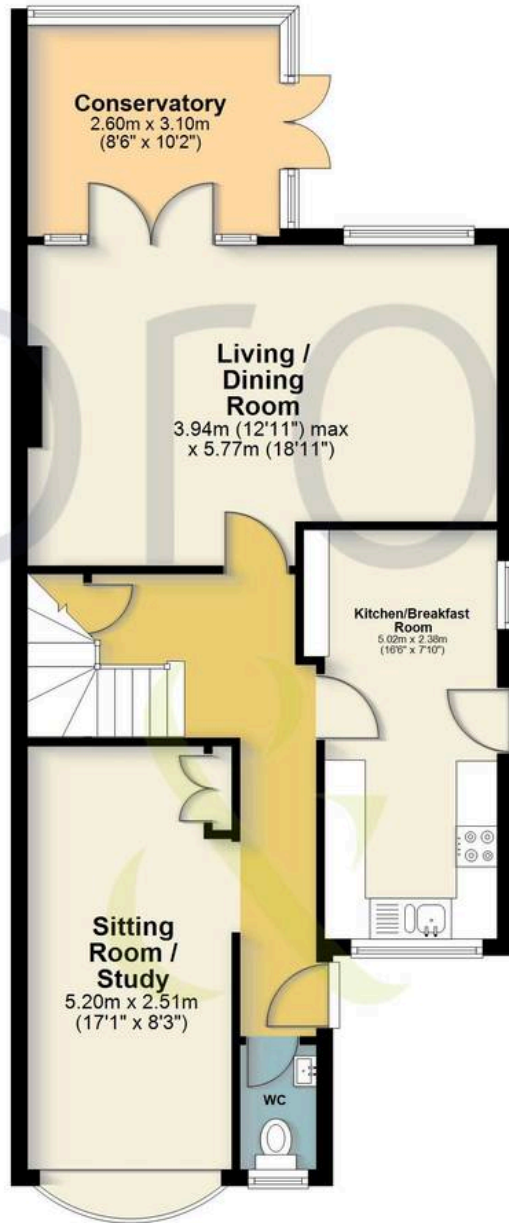 Conservatory
2.60m x 3.10m
(8'6" x 10'2")
Living /
Dining
Room
3.94m (12'11") max
x 5.77m (18'11")
Kitchen/Breakfast
Room
5.02m x 2.38m
(16'6" x 7'10")
Sitting
Room /
Study
5.20m x 2.51m
(17'1" x 8'3")
WC
&